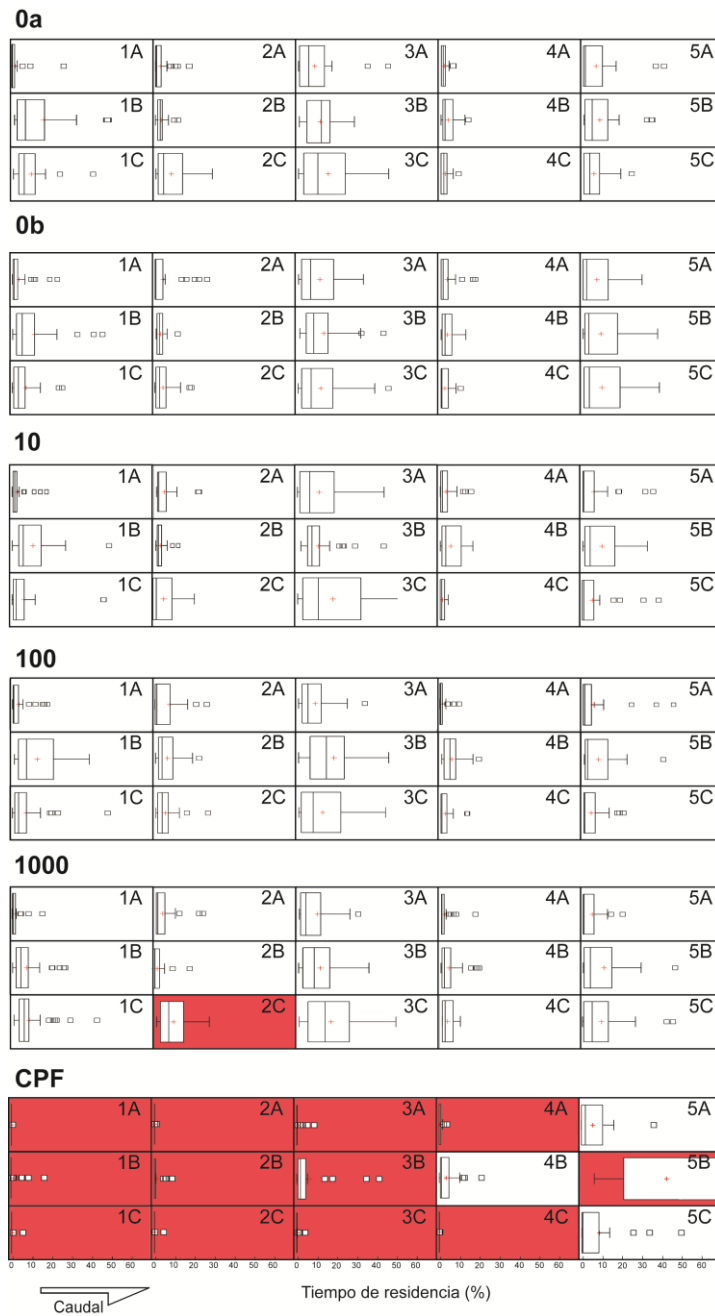 0a
1A 2A 3A 4A 5A
1B 2B 3B 4B 5B
1C 2C 3C 4C 5C
0b
1A 2A 3A 4A 5A
1B 2B 3B 4B 5B
1C 2C 3C 4C 5C
10
1A 2A 3A 4A 5A
1B 2B 3B 4B 5B
1C 2C 3C 4C 5C
100
1A 2A 3A 4A 5A
1B 2B 3B 4B 5B
1C 2C 3C 4C 5C
1000
1A 2A 3A 4A 5A
1B 2B 3B 4B 5B
1C 2C 3C 4C 5C
CPF
1A 2A 3A 4A 5A
1B 2B 3B 4B 5B
1C 2C 3C 4C 5C
0 10 20 30 40 50 60 0 10 20 30 40 50 60 0 10 20 30 40 50 60 0 10 20 30 40 50 60 0 10 20 30 40 50 60
Caudal Tiempo de residencia (%)